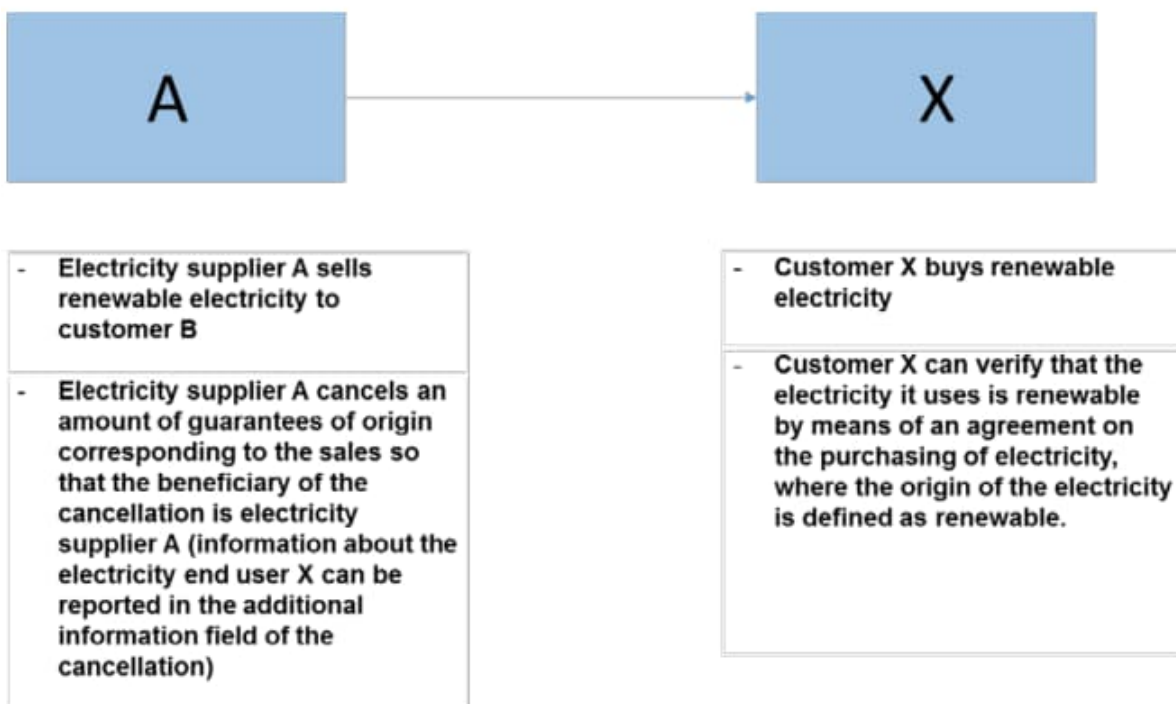 A
X
- Electricity supplier A sells
renewable electricity to
customer B
- Electricity supplier A cancels an
amount of guarantees of origin
corresponding to the sales so
that the beneficiary of the
cancellation is electricity
supplier A (information about the
electricity end user X can be
reported in the additional
information field of the
cancellation)
- Customer X buys renewable
electricity
- Customer X can verify that the
electricity it uses is renewable
by means of an agreement on
the purchasing of electricity,
where the origin of the electricity
is defined as renewable.